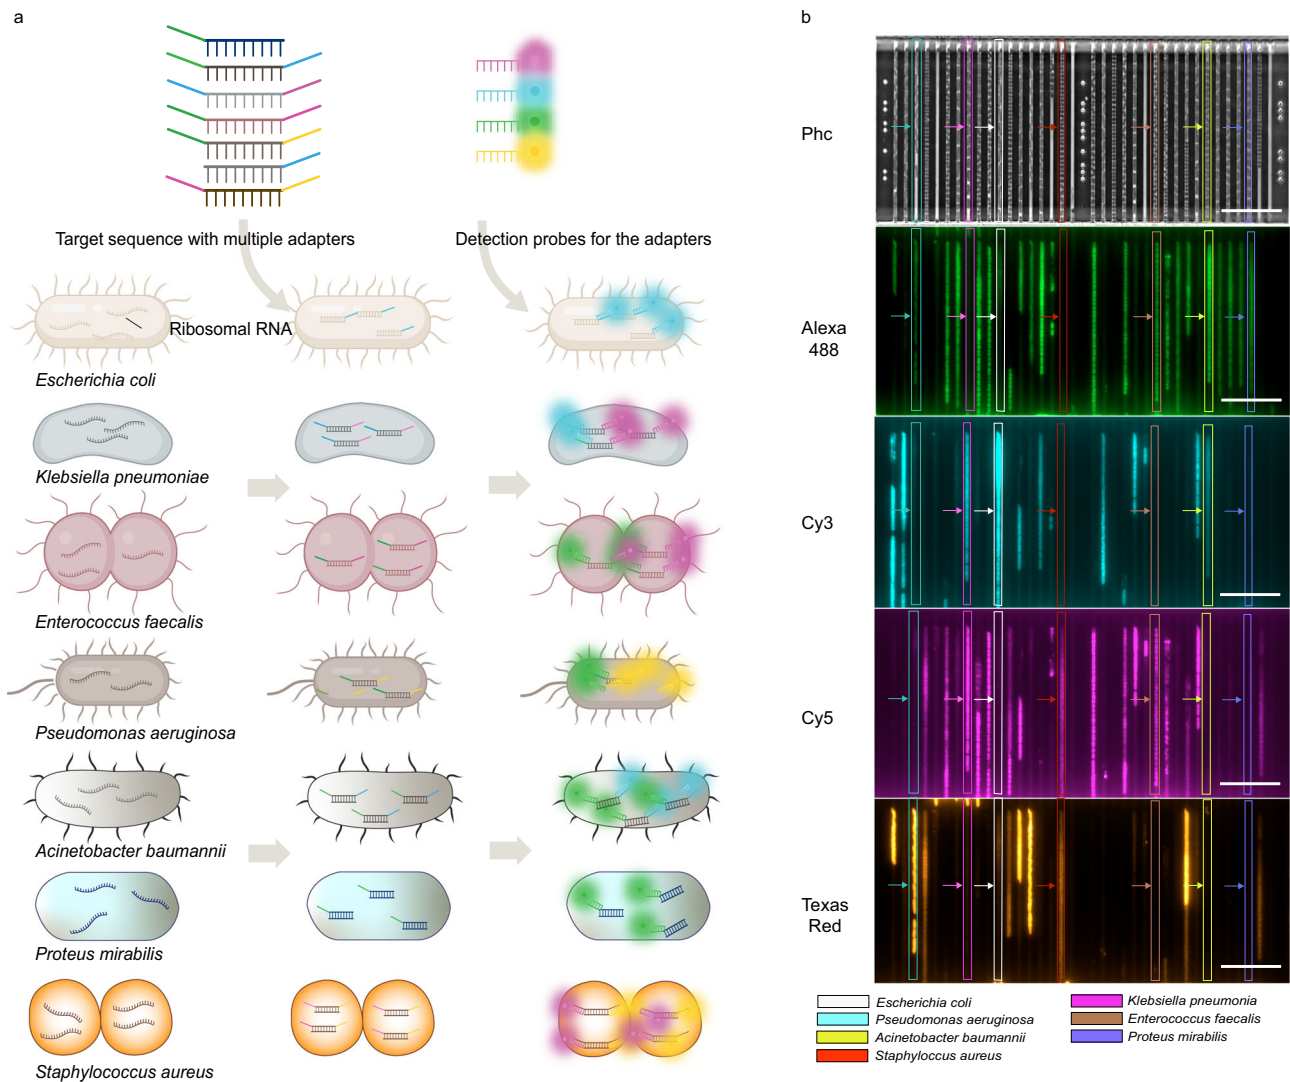 a
Target sequence with multiple adapters
Detection probes for the adapters
Ribosomal RNA
Escherichia coli
Klebsiella pneumoniae
Enterococcus faecalis
Pseudomonas aeruginosa
Acinetobacter baumannii
Proteus mirabilis
Staphylococcus aureus
b
Phc
Alexa
488
Cy3
Cy5
Texas
Red
Escherichia coli
Pseudomonas aeruginosa
Acinetobacter baumannii
Staphyloccus aureus
Klebsiella pneumonia
Enterococcus faecalis
Proteus mirabilis